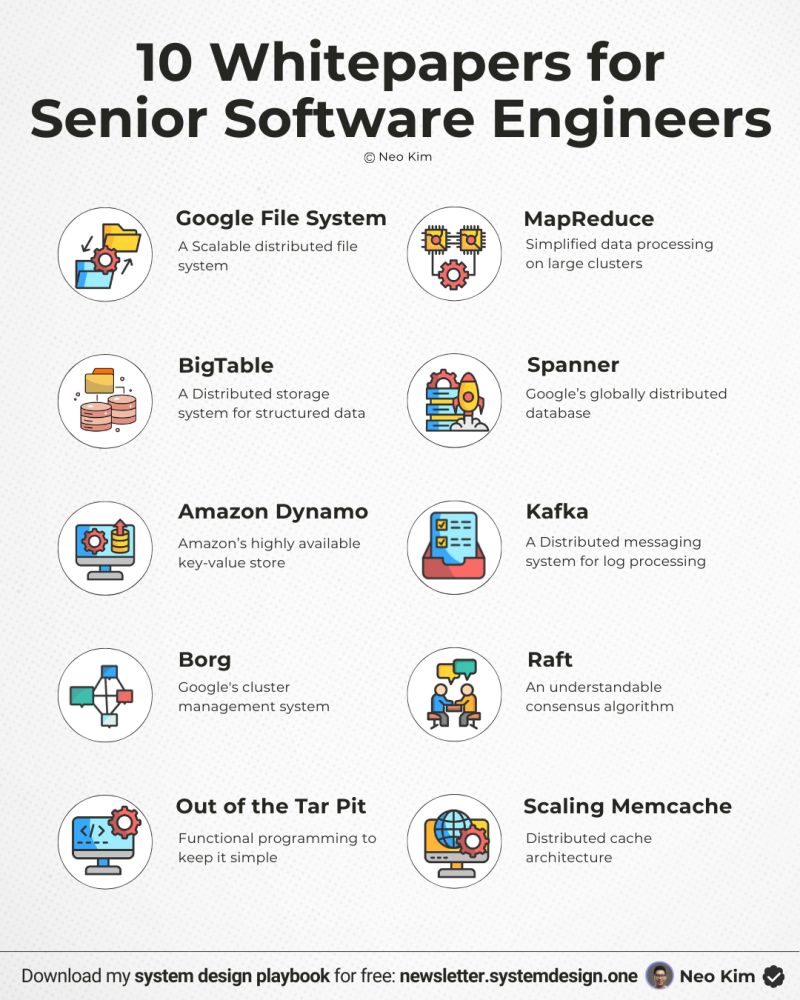 10 Whitepapers for
Senior Software Engineers
© Neo Kim
Google File System
A Scalable distributed file
system
MapReduce
Simplified data processing
on large clusters
BigTable
A Distributed storage
system for structured data
Spanner
Google's globally distributed
database
Amazon Dynamo
Amazon's highly available
key-value store
Kafka
A Distributed messaging
system for log processing
Borg
Google's cluster
management system
Raft
An understandable
consensus algorithm
Out of the Tar Pit
Functional programming to
keep it simple
</>
Scaling Memcache
Distributed cache
architecture
Download my system design playbook for free: newsletter.systemdesign.one Neo Kim